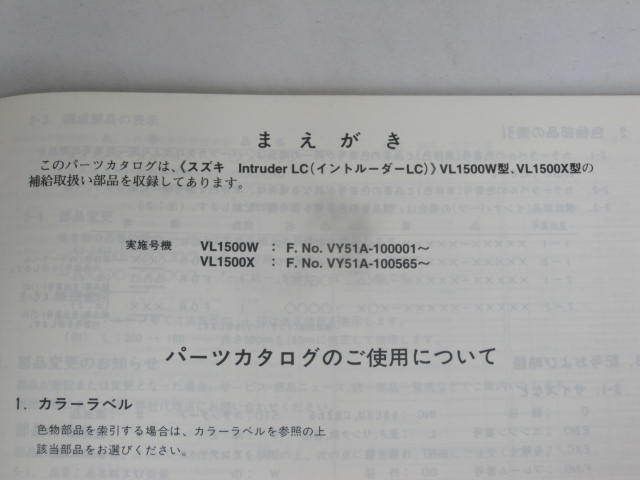 まえがき
このパーツカタログは、《スズキ Intruder LC(イントルーダーLC)》VL1500W型、VL1500X型の
補給取扱い部品を収録してあります。
実施号機 VL1500W : F. No. VY51A-100001〜
VL1500X : F. No. VY51A-100565〜
パーツカタログのご使用について
1. カラーラベル
色物部品を索引する場合は、カラーラベルを参照の上
該当部品をお選びください。